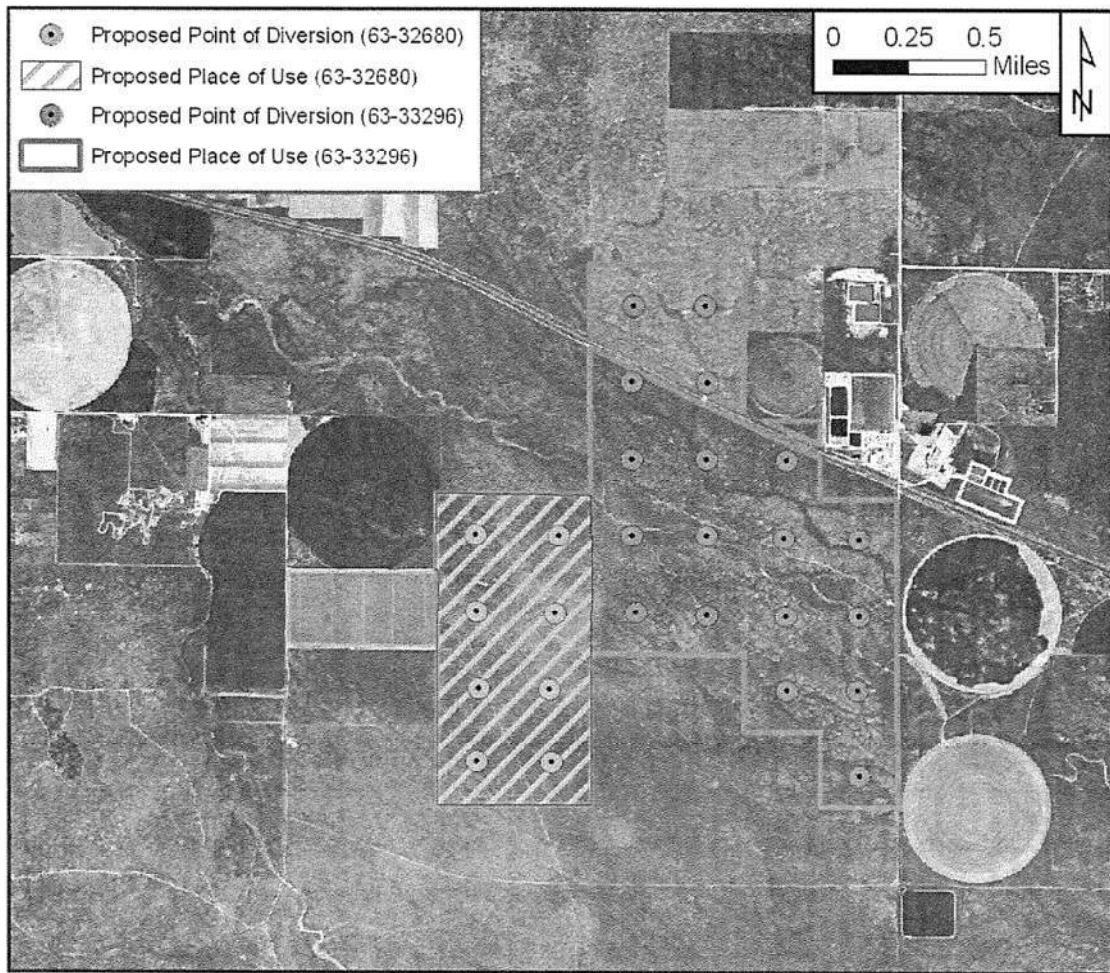 Proposed Point of Diversion (63-32680)
Proposed Place of Use (63-32680)
Proposed Point of Diversion (63-33296)
Proposed Place of Use (63-33296)
0 0.25 0.5
Miles
N